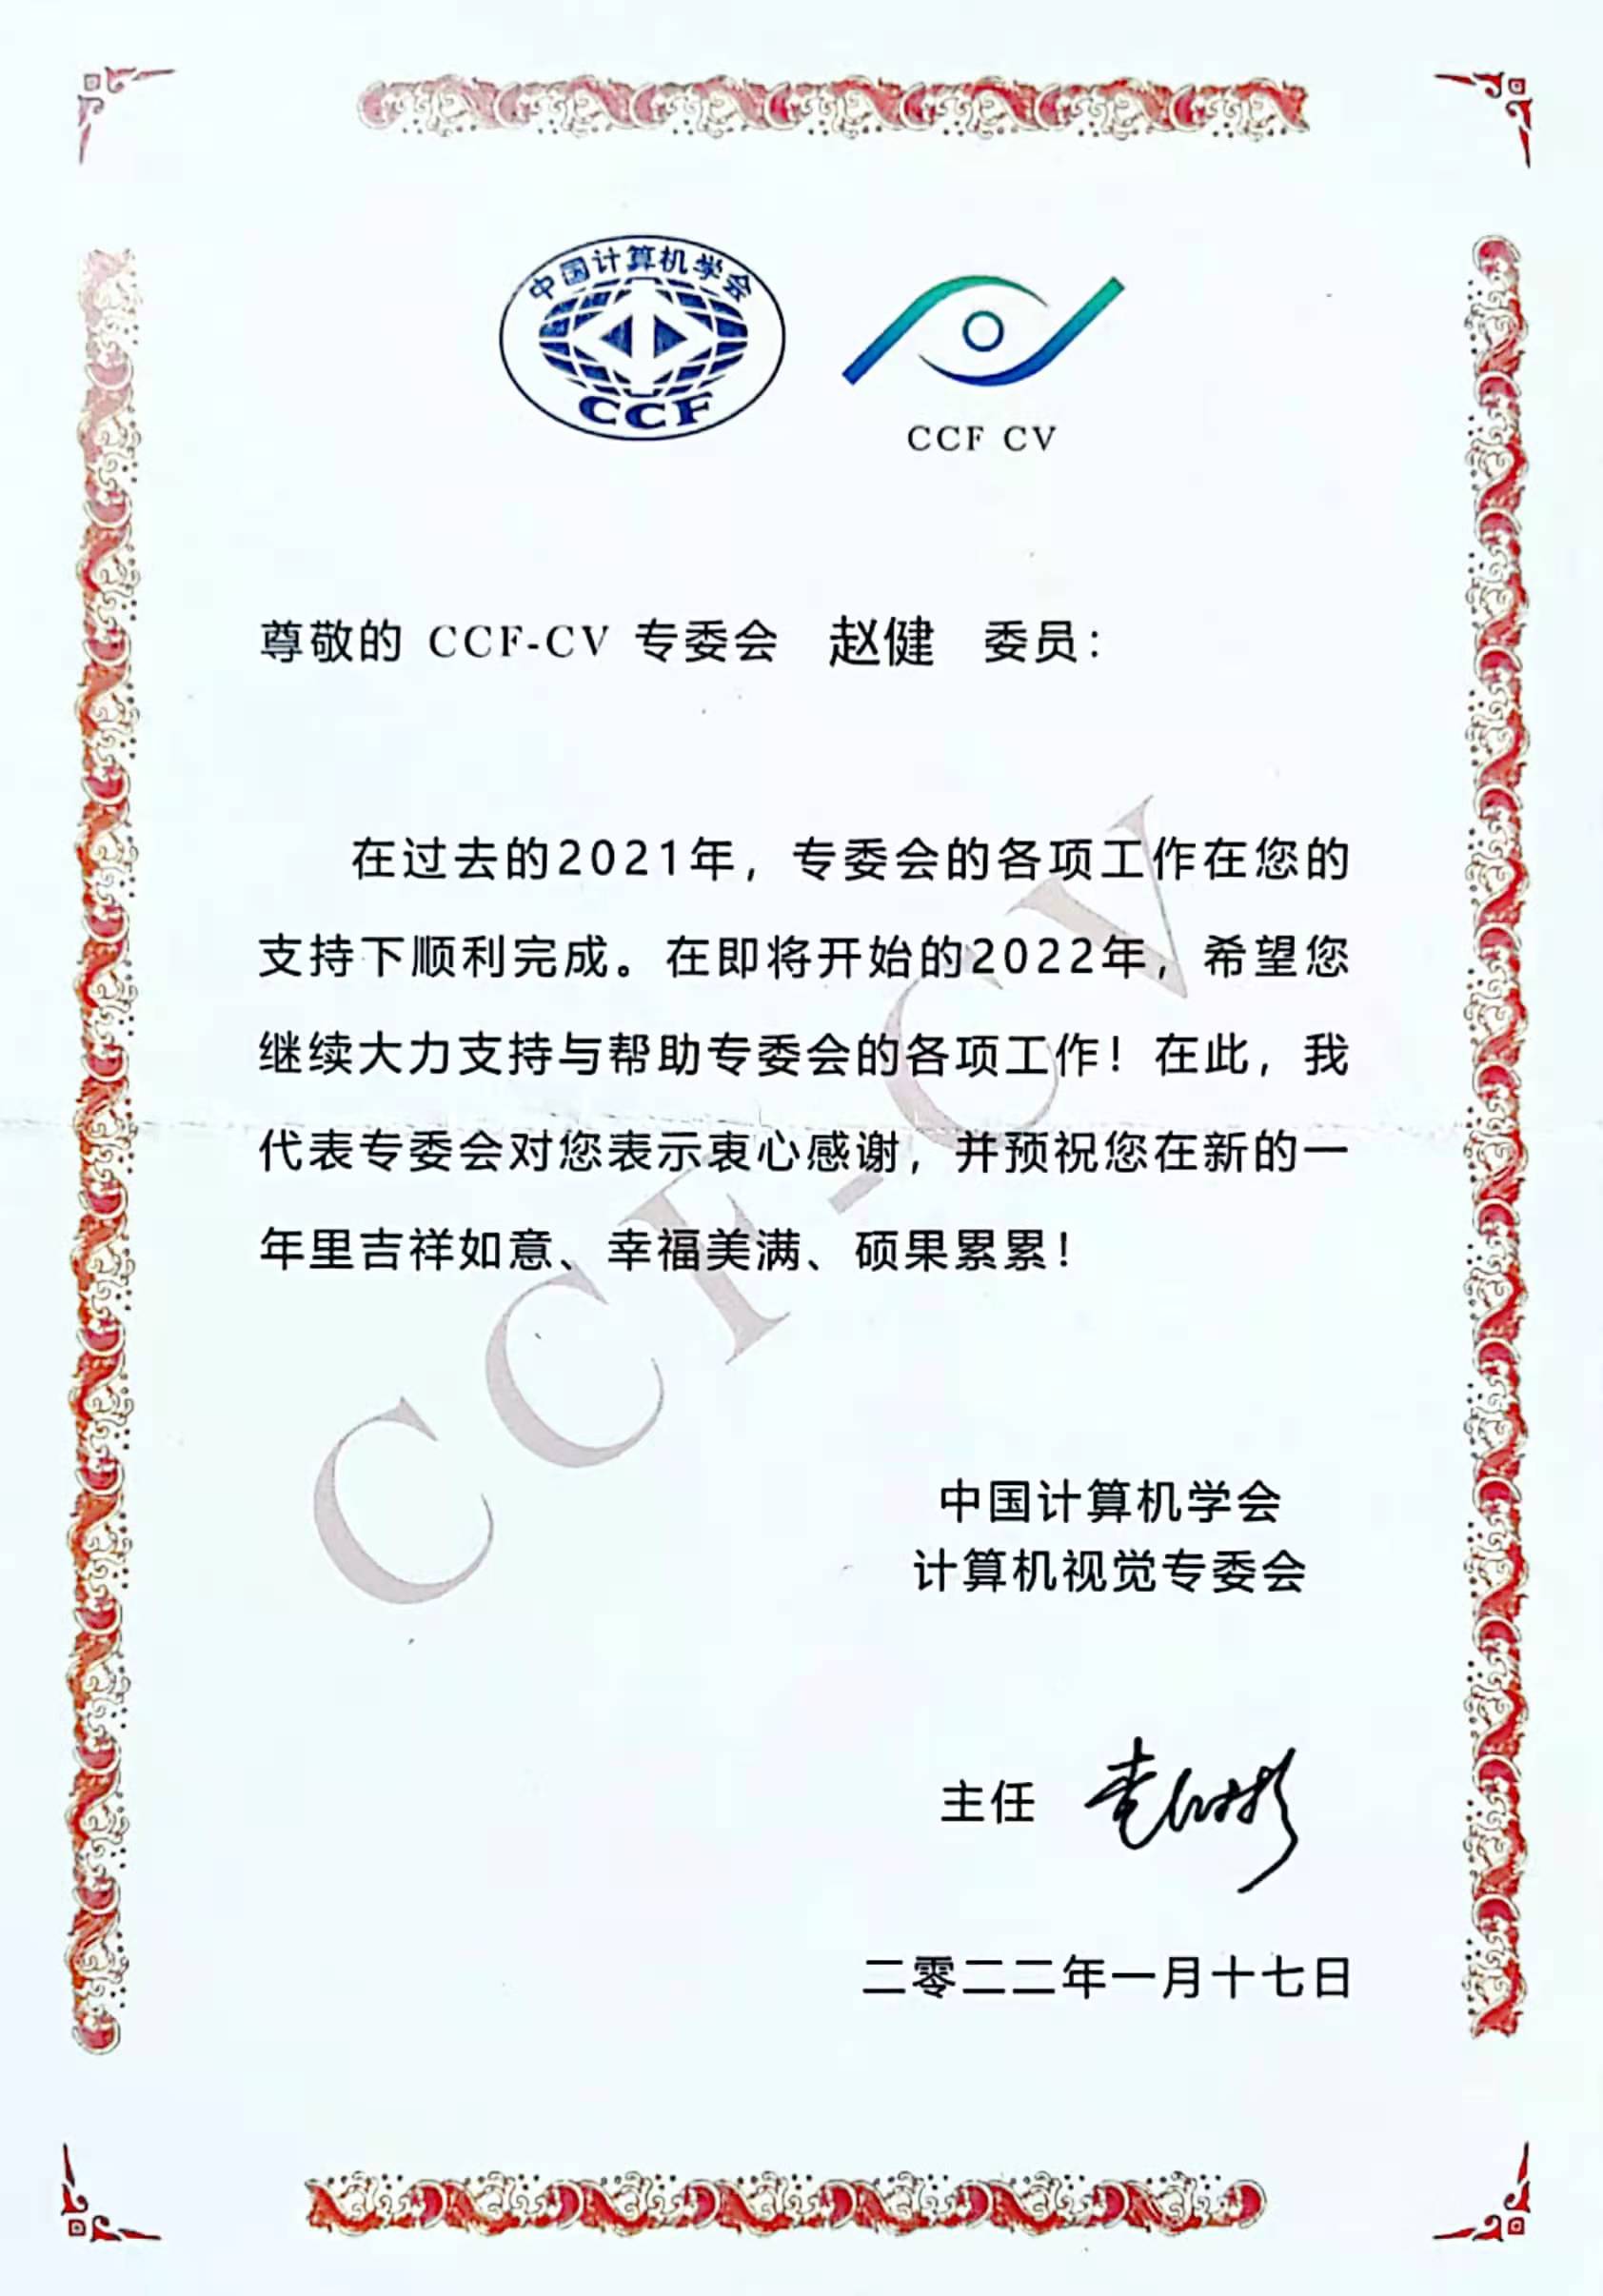 中国计算机学会
CCF
CCF CV
尊敬的 CCF-CV 专委会 赵健 委员：
在过去的2021年，专委会的各项工作在您的
支持下顺利完成。在即将开始的2022年，希望您
继续大力支持与帮助专委会的各项工作！在此，我
代表专委会对您表示衷心感谢，并预祝您在新的一
年里吉祥如意、幸福美满、硕果累累！
CCF-CV
中国计算机学会
计算机视觉专委会
主任
二零二二年一月十七日